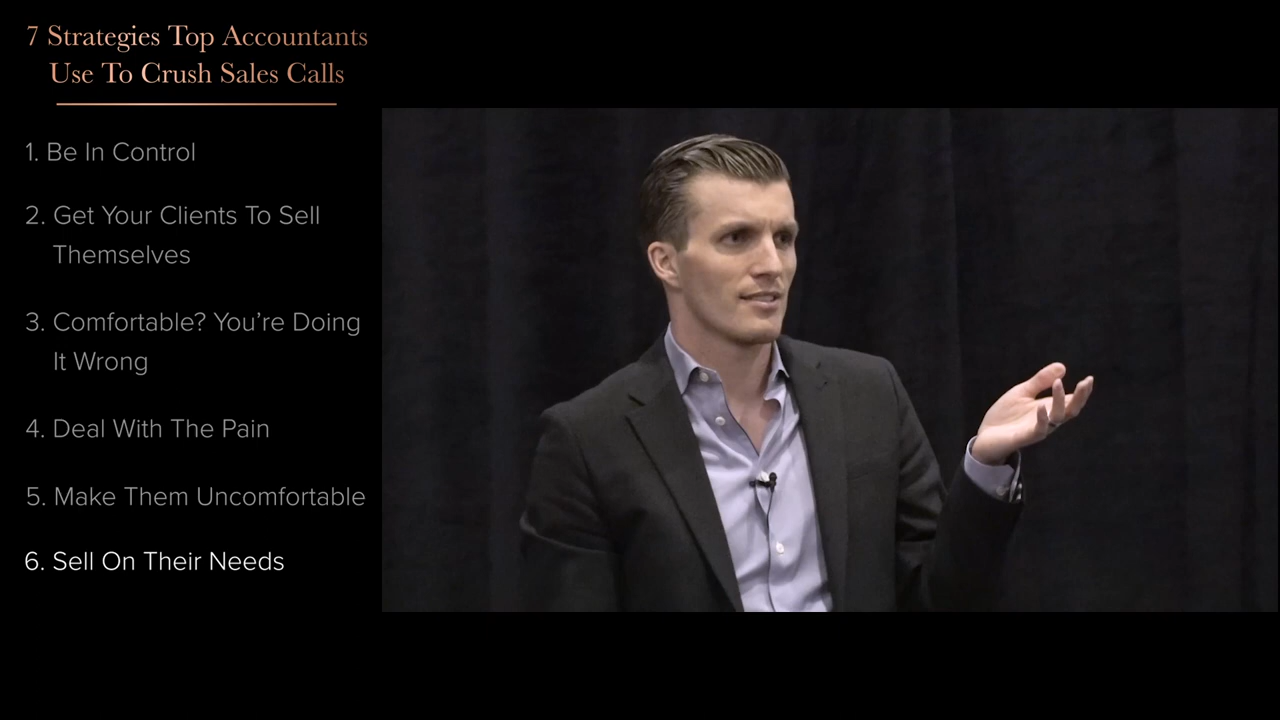 7 Strategies Top Accountants
Use To Crush Sales Calls
1. Be In Control
2. Get Your Clients To Sell
Themselves
3. Comfortable? You’re Doing
It Wrong
4. Deal With The Pain
5. Make Them Uncomfortable
6. Sell On Their Needs